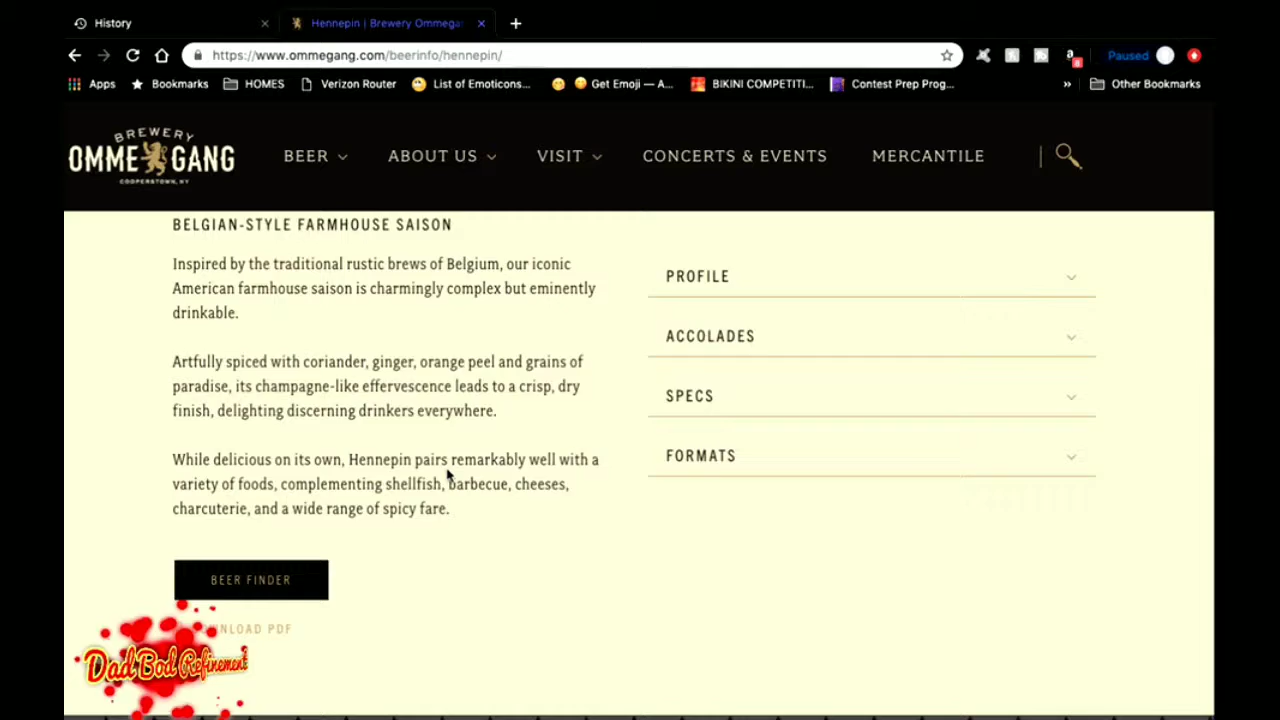 History
Hennepin | Brewery Ommega
https://www.ommegang.com/beerinfo/hennepin/
Paused
Apps
Bookmarks
HOMES
Verizon Router
List of Emoticons...
Get Emoji — A...
BIKINI COMPETITI...
Contest Prep Prog...
»
Other Bookmarks
BREWERY
OMMEGANG
COOPERSTOWN, NY
BEER
ABOUT US
VISIT
CONCERTS & EVENTS
MERCANTILE
BELGIAN-STYLE FARMHOUSE SAISON
Inspired by the traditional rustic brews of Belgium, our iconic
American farmhouse saison is charmingly complex but eminently
drinkable.
Artfully spiced with coriander, ginger, orange peel and grains of
paradise, its champagne-like effervescence leads to a crisp, dry
finish, delighting discerning drinkers everywhere.
While delicious on its own, Hennepin pairs remarkably well with a
variety of foods, complementing shellfish, barbecue, cheeses,
charcuterie, and a wide range of spicy fare.
PROFILE
ACCOLADES
SPECS
FORMATS
BEER FINDER
NLOAD PDF
Dad Bod Refinement